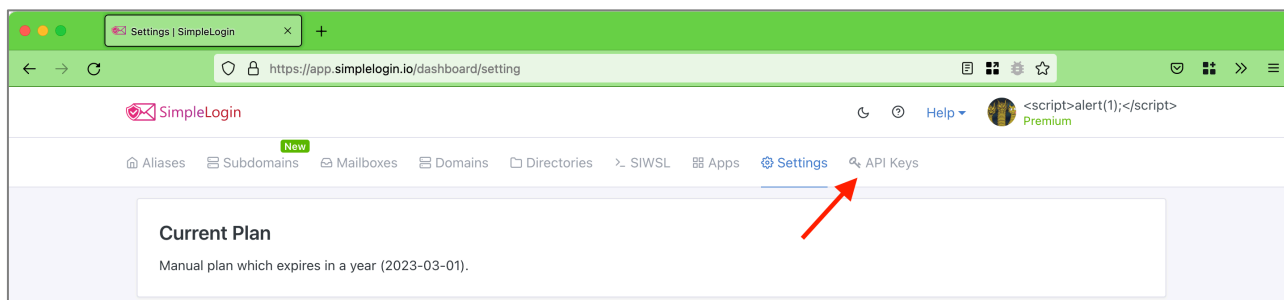 Settings | SimpleLogin
https://app.simplelogin.io/dashboard/setting
SimpleLogin
Help
<script>alert(1);</script>
Premium
New
Aliases Subdomains Mailboxes Domains Directories SIWSL Apps Settings API Keys
Current Plan
Manual plan which expires in a year (2023-03-01).